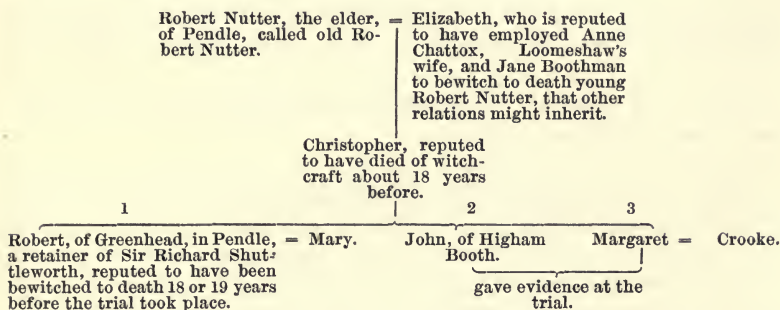 Robert Nutter, the elder,
of Pendle, called old Ro-
bert Nutter.
=
Elizabeth, who is reputed
to have employed Anne
Chattox, Loomeshaw's
wife, and Jane Boothman
to bewitch to death young
Robert Nutter, that other
relations might inherit.
Christopher, reputed
to have died of witch-
craft about 18 years
before.
1 2 3
Robert, of Greenhead, in Pendle,
a retainer of Sir Richard Shut-
tleworth, reputed to have been
bewitched to death 18 or 19 years
before the trial took place.
= Mary.
John, of Higham
Booth.
Margaret = Crooke.
gave evidence at the
trial.